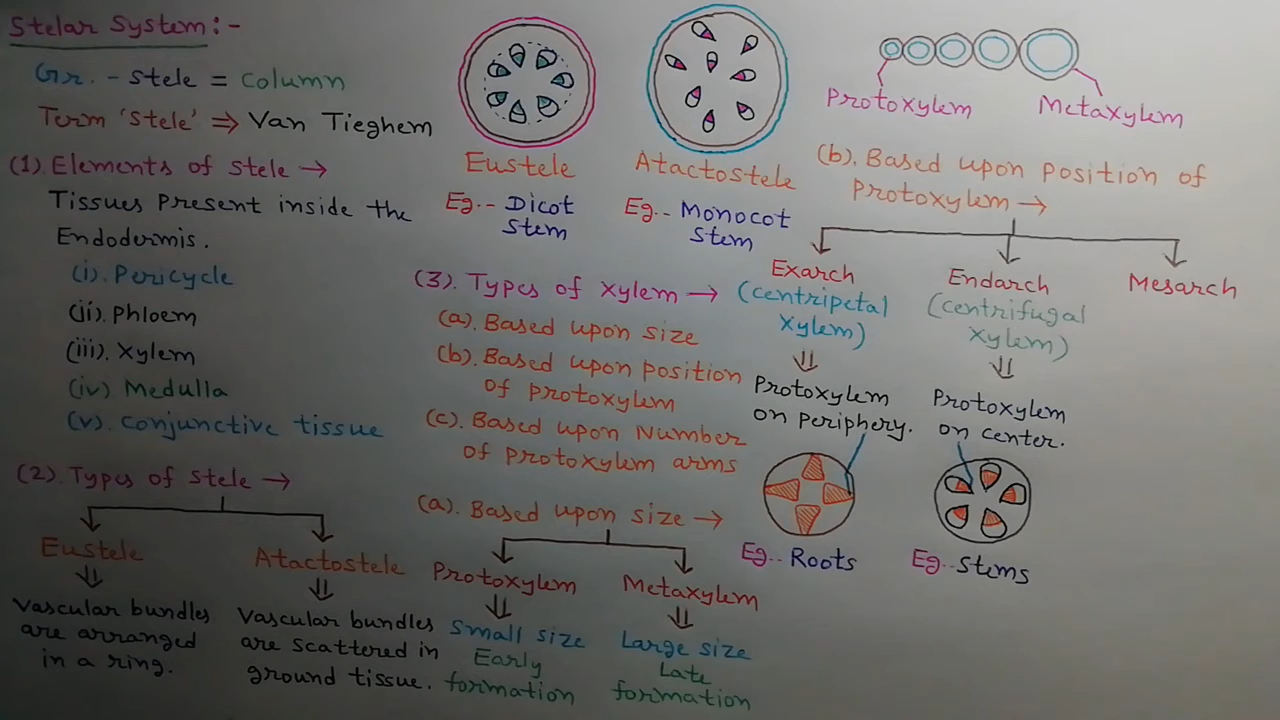 Stelar System:-
Gr. - Stele = Column
Term 'Stele' ⇒ Van Tieghem
(1). Elements of Stele →
Tissues Present inside the
Endodermis.
(i). Pericycle
(ii). Phloem
(iii). Xylem
(iv) Medulla
(v). Conjunctive tissue
(2). Types of Stele →
Eustele
Vascular bundles
are arranged
in a ring.
Atactostele
Vascular bundles
are scattered in
ground tissue.
Eustele
Eg.- Dicot
Stem
Atactostele
Eg.- Monocot
Stem
(3). Types of Xylem →
(a). Based upon size
(b). Based upon position
of protoxylem
(c). Based upon Number
of protoxylem arms
(a). Based upon size →
Protoxylem
Small size
Early
formation
Metaxylem
Large size
Late
formation
Protoxylem
Metaxylem
(b). Based upon position of
protoxylem →
Exarch
(centripetal
Xylem)
Protoxylem
on periphery.
Eg.- Roots
Endarch
(centrifugal
Xylem)
Protoxylem
on center.
Eg.- Stems
Mesarch